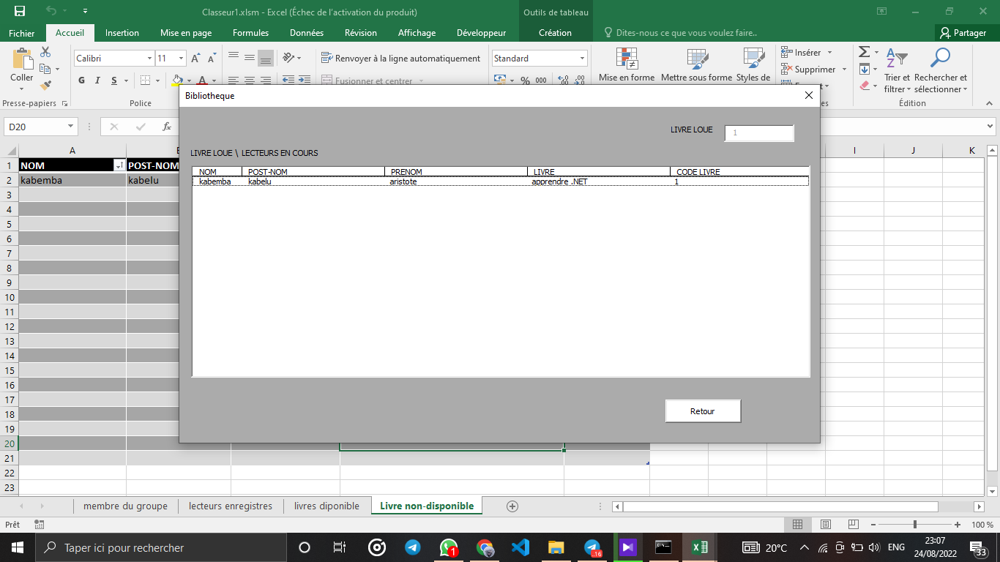 Classeur1.xlsm - Excel (Échec de l'activation du produit)
Outils de tableau
Fichier Accueil Insertion Mise en page Formules Données Révision Affichage Développeur Création Dites-nous ce que vous voulez faire.. Partager
Coller
Presse-papiers
Calibri 11
G I S
Police
Renvoyer à la ligne automatiquement
Fusionner et centrer
Standard
% 000
Mise en forme
Mettre sous forme
Styles de
Insérer
Supprimer
Trier et
filtrer
Rechercher et
sélectionner
Édition
D20
fx
A I J K
1 NOM POST-NOM
2 kabemba kabelu
3
4
5
6
7
8
9
10
11
12
13
14
15
16
17
18
19
20
21
22
23
Bibliotheque
LIVRE LOUE 1
LIVRE LOUE \ LECTEURS EN COURS
NOM POST-NOM PRENOM LIVRE CODE LIVRE
kabemba kabelu aristote apprendre .NET 1
Retour
membre du groupe lecteurs enregistres livres diponible Livre non-disponible
Prêt
100 %
Taper ici pour rechercher
1
16
20°C
ENG
23:07
24/08/2022
33